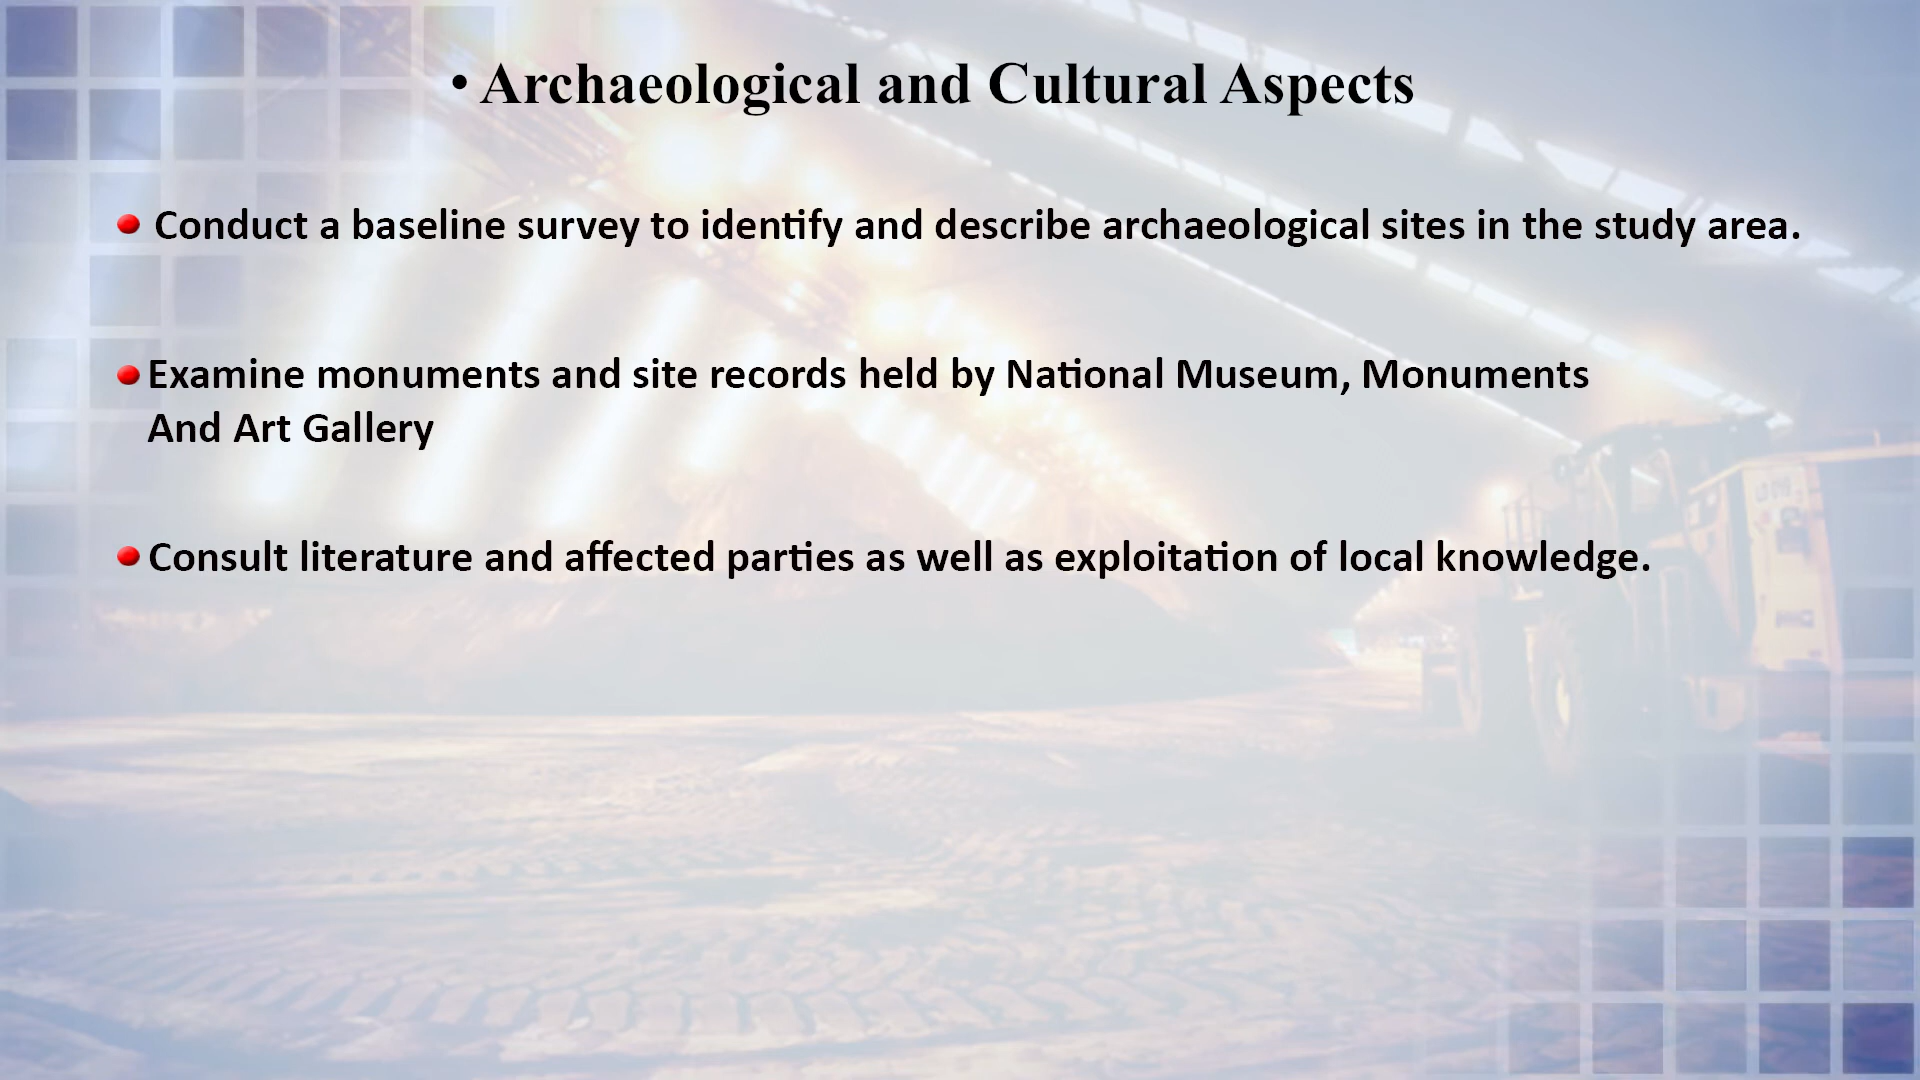 • Archaeological and Cultural Aspects
Conduct a baseline survey to identify and describe archaeological sites in the study area.
Examine monuments and site records held by National Museum, Monuments
And Art Gallery
Consult literature and affected parties as well as exploitation of local knowledge.